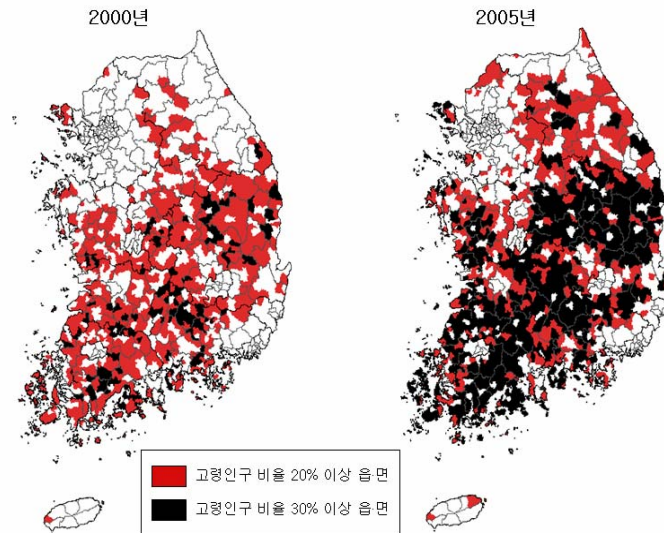 2000년
2005년
고령인구 비율 20% 이상 읍·면
고령인구 비율 30% 이상 읍·면